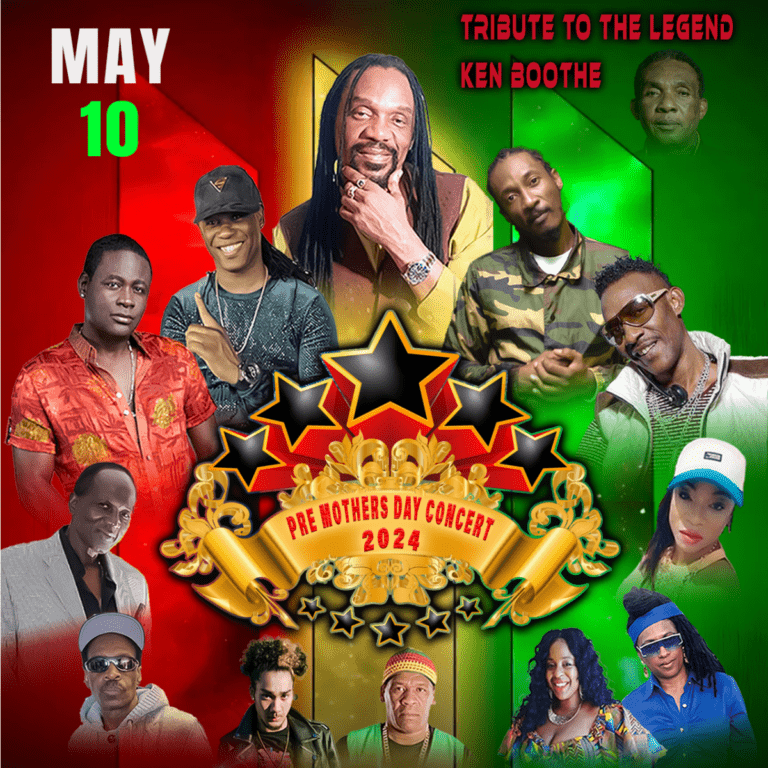 MAY
10
TRIBUTE TO THE LEGEND
KEN BOOTHE
PRE MOTHERS DAY CONCERT
2024